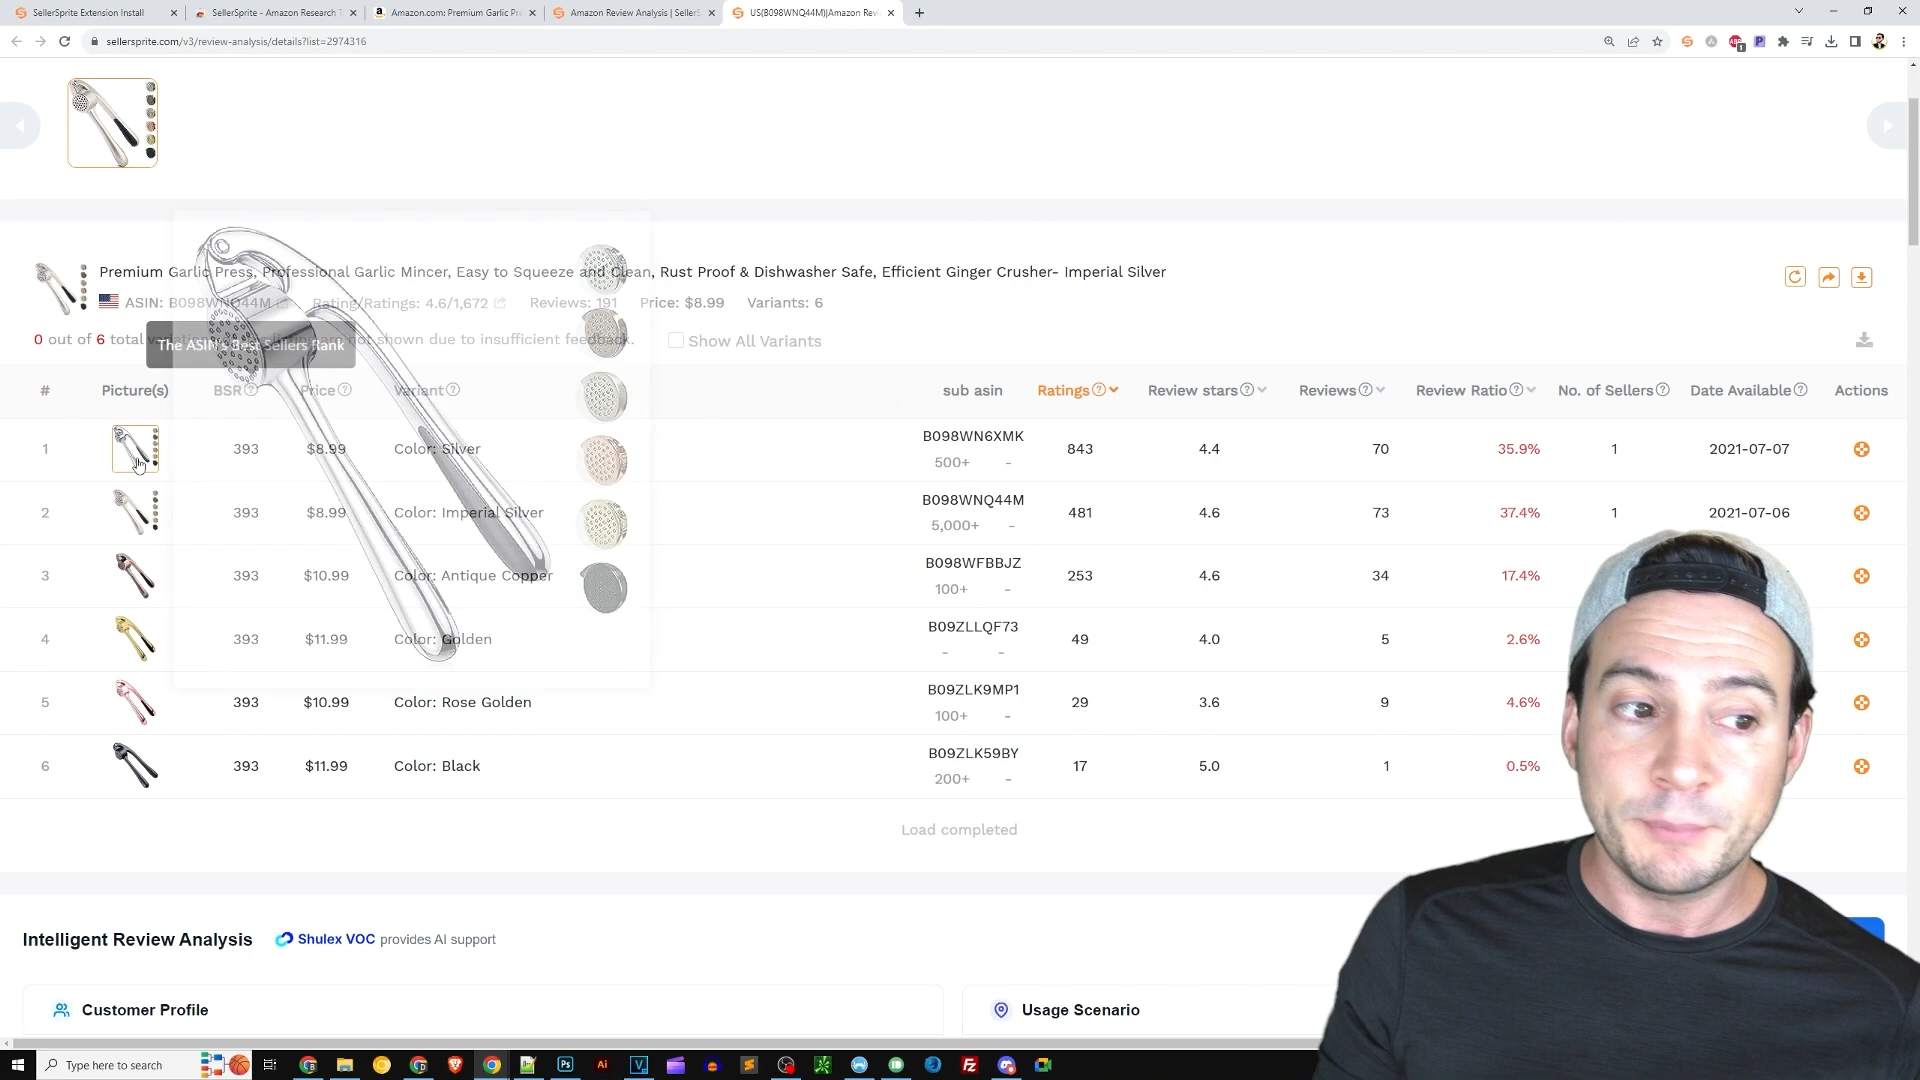 SellerSprite Extension Install
SellerSprite - Amazon Research T
Amazon.com: Premium Garlic Pr
Amazon Review Analysis | SellerS
US(B098WNQ44M)|Amazon Revi
sellersprite.com/v3/review-analysis/details?list=2974316
Premium Garlic Press, Professional Garlic Mincer, Easy to Squeeze and Clean, Rust Proof & Dishwasher Safe, Efficient Ginger Crusher- Imperial Silver
ASIN: B098WNQ44M Rating/Ratings: 4.6/1,672 Reviews: 191 Price: $8.99 Variants: 6
0 out of 6 total not shown due to insufficient feedback. Show All Variants
The ASIN's Best Sellers Rank
# Picture(s) BSR Price Variant sub asin Ratings Review stars Reviews Review Ratio No. of Sellers Date Available Actions
1 393 $8.99 Color: Silver B098WN6XMK 843 4.4 70 35.9% 1 2021-07-07
500+ -
2 393 $8.99 Color: Imperial Silver B098WNQ44M 481 4.6 73 37.4% 1 2021-07-06
5,000+ -
3 393 $10.99 Color: Antique Copper B098WFBBJZ 253 4.6 34 17.4%
100+ -
4 393 $11.99 Color: Golden B09ZLLQF73 49 4.0 5 2.6%
- -
5 393 $10.99 Color: Rose Golden B09ZLK9MP1 29 3.6 9 4.6%
100+ -
6 393 $11.99 Color: Black B09ZLK59BY 17 5.0 1 0.5%
200+ -
Load completed
Intelligent Review Analysis Shulex VOC provides AI support
Customer Profile
Usage Scenario
Type here to search